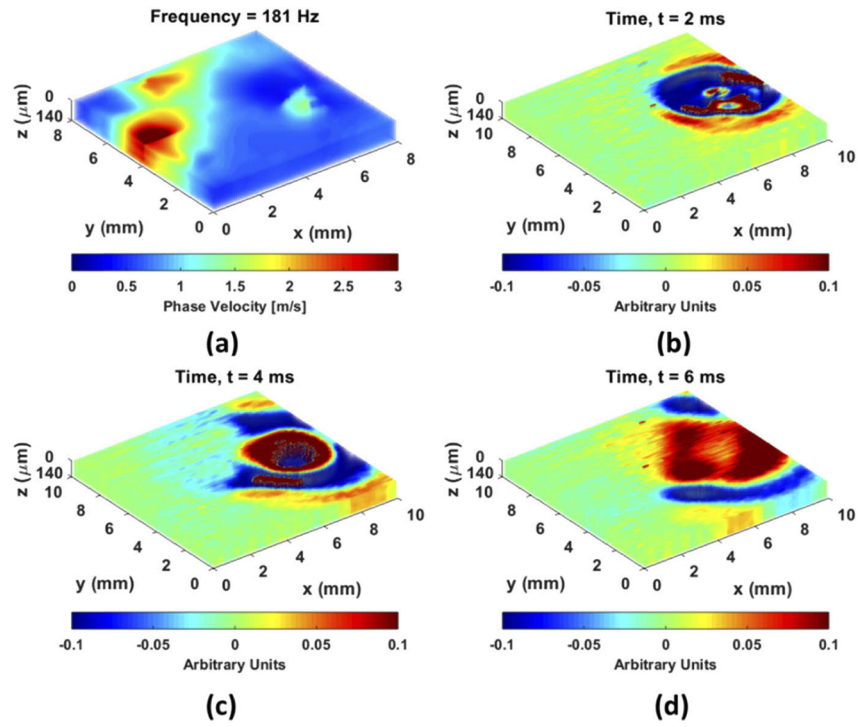 Frequency = 181 Hz
z (μm)
0
140
8
6
4
2
0
y (mm)
0
2
4
6
8
x (mm)
0 0.5 1 1.5 2 2.5 3
Phase Velocity [m/s]
(a)
Time, t = 2 ms
z (μm)
0
140
10
8
6
4
2
0
y (mm)
0
2
4
6
8
10
x (mm)
-0.1 -0.05 0 0.05 0.1
Arbitrary Units
(b)
Time, t = 4 ms
z (μm)
0
140
10
8
6
4
2
0
y (mm)
0
2
4
6
8
10
x (mm)
-0.1 -0.05 0 0.05 0.1
Arbitrary Units
(c)
Time, t = 6 ms
z (μm)
0
140
10
8
6
4
2
0
y (mm)
0
2
4
6
8
10
x (mm)
-0.1 -0.05 0 0.05 0.1
Arbitrary Units
(d)